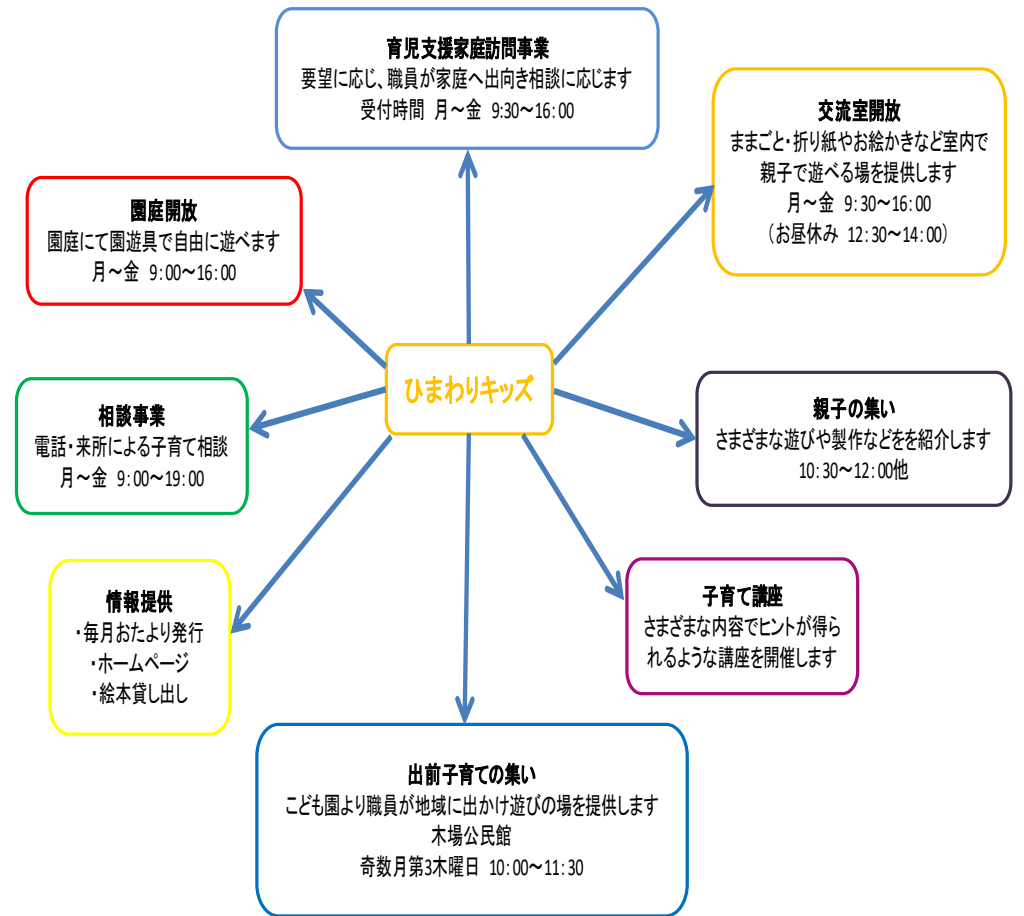 育児支援家庭訪問事業
要望に応じ、職員が家庭へ出向き相談に応じます
受付時間 月～金 9:30～16:00
交流室開放
ままごと・折り紙やお絵かきなど室内で
親子で遊べる場を提供します
月～金 9:30～16:00
（お昼休み 12:30～14:00）
園庭開放
園庭にて園遊具で自由に遊べます
月～金 9:00～16:00
ひまわりキッズ
相談事業
電話・来所による子育て相談
月～金 9:00～19:00
親子の集い
さまざまな遊びや製作などをを紹介します
10:30～12:00他
情報提供
・毎月おたより発行
・ホームページ
・絵本貸し出し
子育て講座
さまざまな内容でヒントが得ら
れるような講座を開催します
出前子育ての集い
こども園より職員が地域に出かけ遊びの場を提供します
木場公民館
奇数月第3木曜日 10:00～11:30